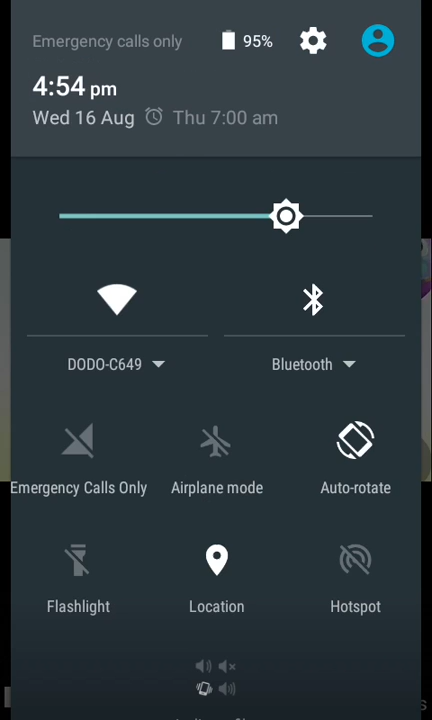 Emergency calls only 95%
4:54 pm
Wed 16 Aug Thu 7:00 am
DODO-C649 Bluetooth
Emergency Calls Only Airplane mode Auto-rotate
Flashlight Location Hotspot